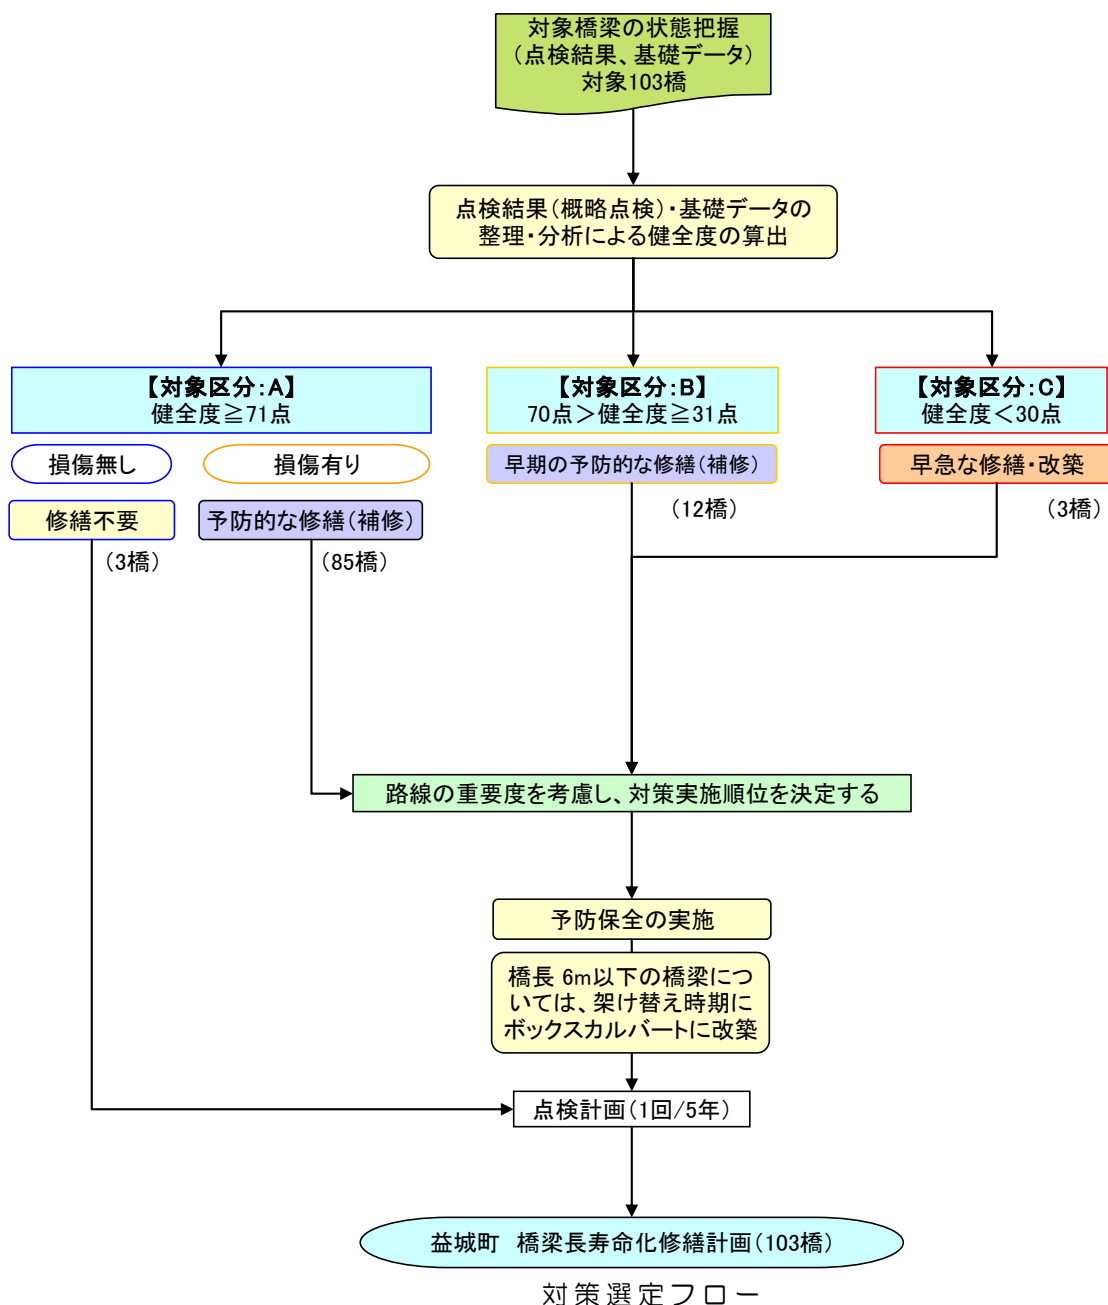 対象橋梁の状態把握
（点検結果、基礎データ）
対象103橋
点検結果（概略点検）・基礎データの
整理・分析による健全度の算出
【対象区分：A】
健全度≧71点
【対象区分：B】
70点＞健全度≧31点
【対象区分：C】
健全度＜30点
損傷無し
損傷有り
早期の予防的な修繕（補修）
早急な修繕・改築
修繕不要
予防的な修繕（補修）
（12橋）
（3橋）
（3橋）
（85橋）
路線の重要度を考慮し、対策実施順位を決定する
予防保全の実施
橋長 6m以下の橋梁につ
いては、架け替え時期に
ボックスカルバートに改築
点検計画（1回/5年）
益城町　橋梁長寿命化修繕計画（103橋）
対策選定フロー